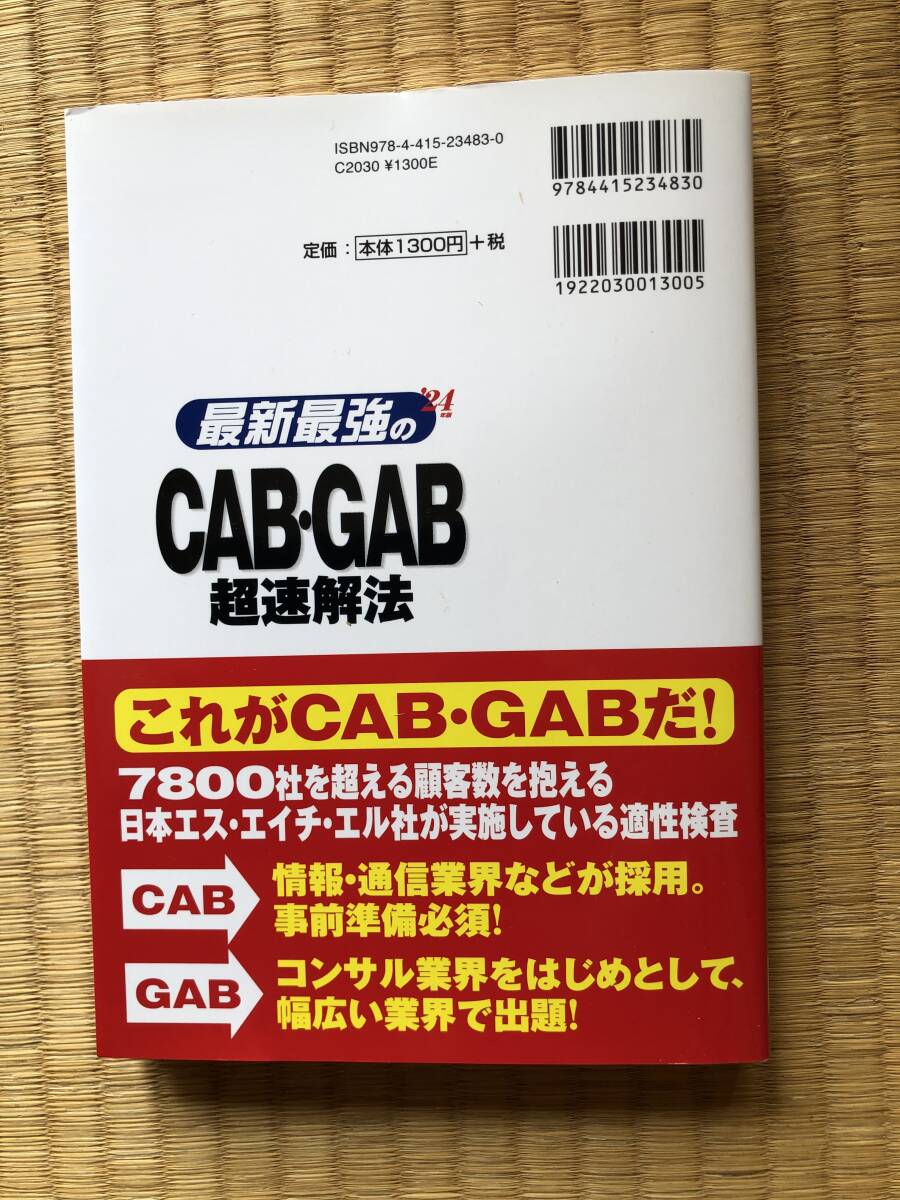 ISBN978-4-415-23483-0
C2030 ¥1300E
9784415234830
定価：本体1300円＋税
1922030013005
最新最強の '24年版
CAB・GAB
超速解法
これがCAB・GABだ！
7800社を超える顧客数を抱える
日本エス・エイチ・エル社が実施している適性検査
CAB
情報・通信業界などが採用。
事前準備必須！
GAB
コンサル業界をはじめとして、
幅広い業界で出題！